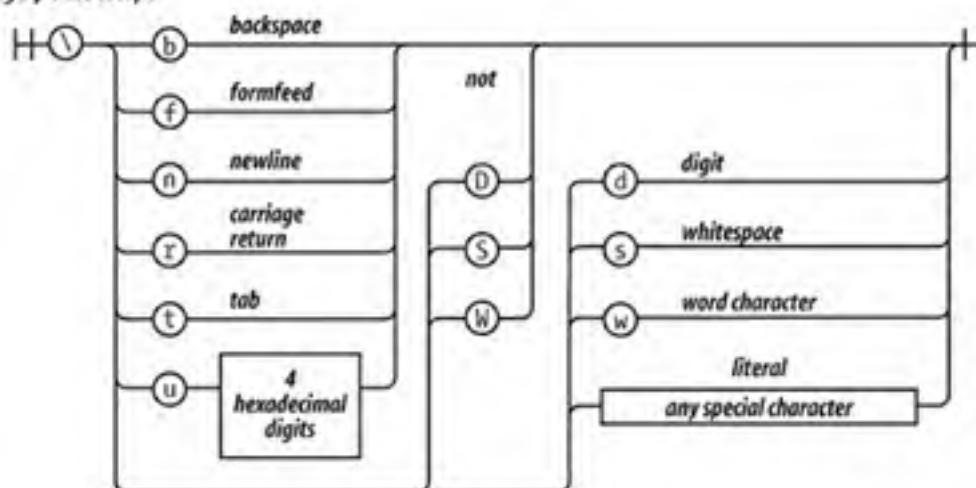 \
b
backspace
f
formfeed
n
newline
r
carriage
return
t
tab
u
4
hexadecimal
digits
not
D
S
W
d
digit
s
whitespace
w
word character
literal
any special character